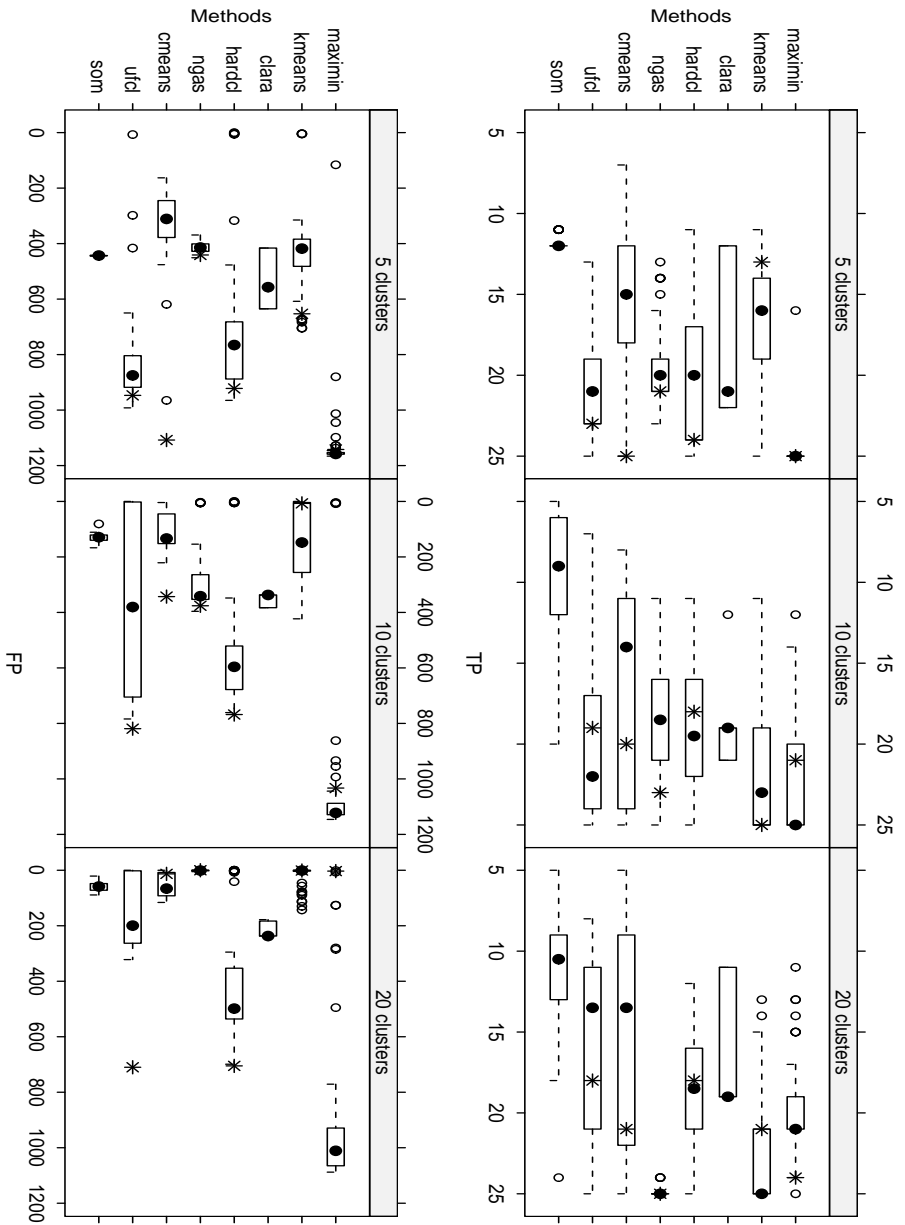 5 10 15 20 25
5 clusters
10 clusters
20 clusters
Methods
maximin
kmeans
clara
hardcl
ngas
cmeans
ufcl
som
5 10 15 20 25
5 10 15 20 25
TP
0 200 400 600 800 1000 1200
5 clusters
10 clusters
20 clusters
Methods
maximin
kmeans
clara
hardcl
ngas
cmeans
ufcl
som
0 200 400 600 800 1000 1200
0 200 400 600 800 1000 1200
FP